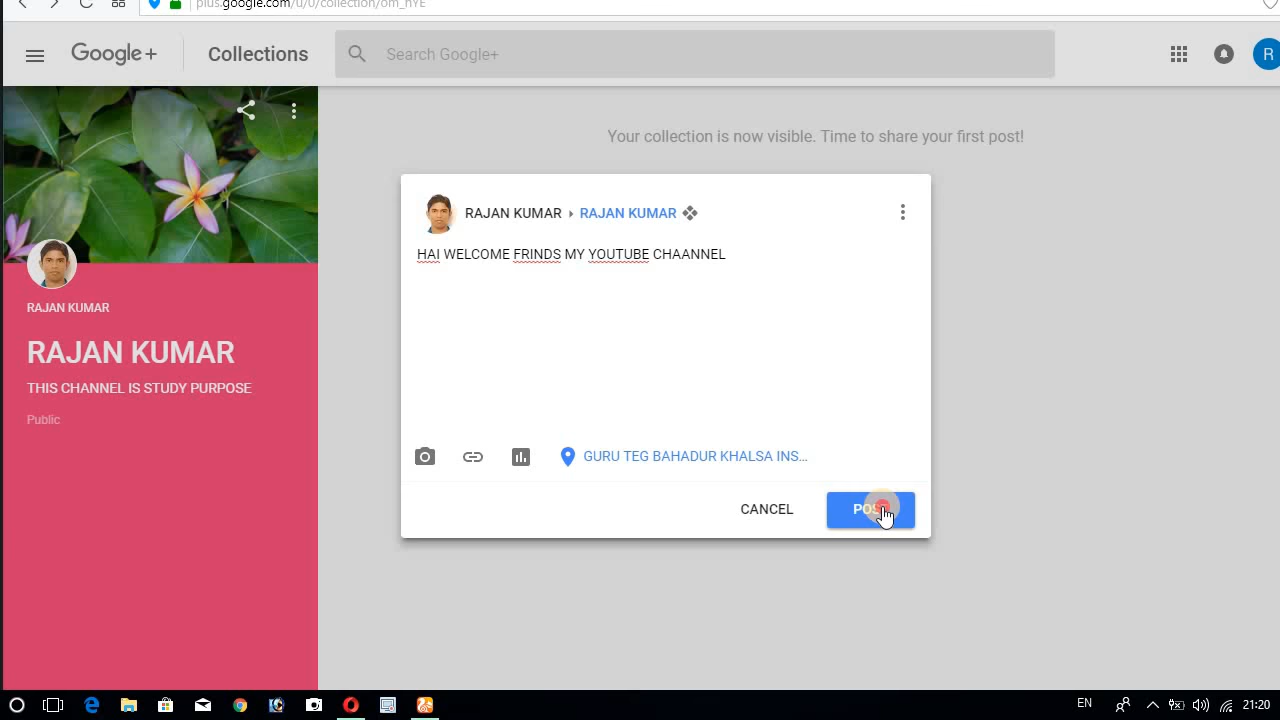 plus.google.com/u/0/collection/om_nYE
Google+
Collections
Search Google+
R
Your collection is now visible. Time to share your first post!
RAJAN KUMAR
RAJAN KUMAR
THIS CHANNEL IS STUDY PURPOSE
Public
RAJAN KUMAR ▸ RAJAN KUMAR
HAI WELCOME FRINDS MY YOUTUBE CHAANNEL
GURU TEG BAHADUR KHALSA INS...
CANCEL
POST
EN
21:20